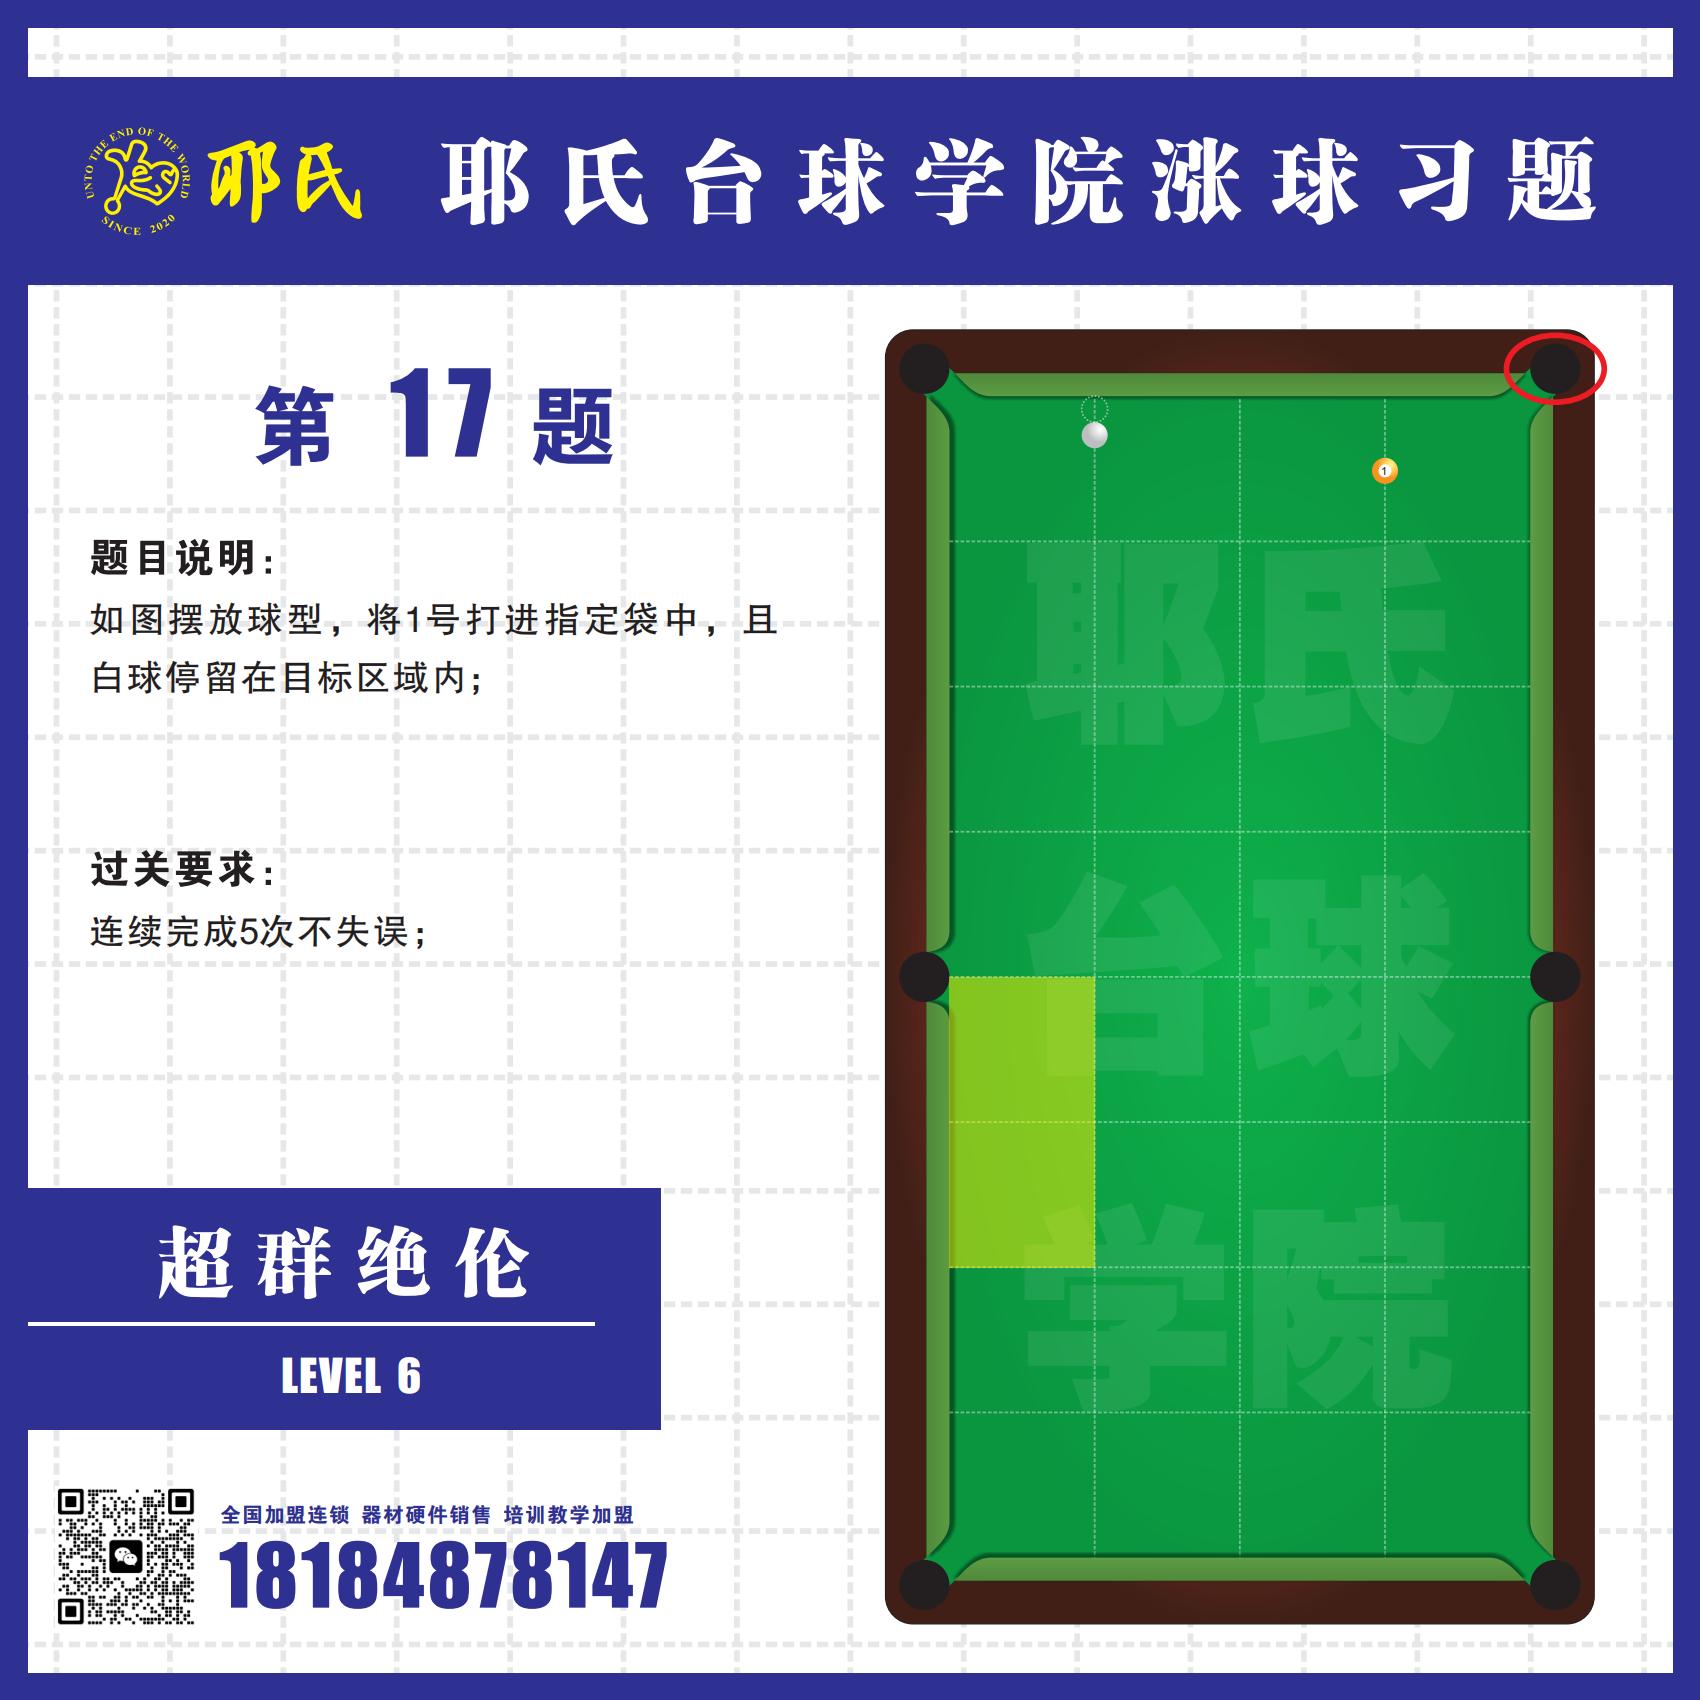 UNTO THE END OF THE WORLD
SINCE 2020
耶氏
耶氏台球学院涨球习题
第 17 题
题目说明：
如图摆放球型，将1号打进指定袋中，且
白球停留在目标区域内；
过关要求：
连续完成5次不失误；
超群绝伦
LEVEL 6
全国加盟连锁 器材硬件销售 培训教学加盟
18184878147
1
耶氏
台球
学院